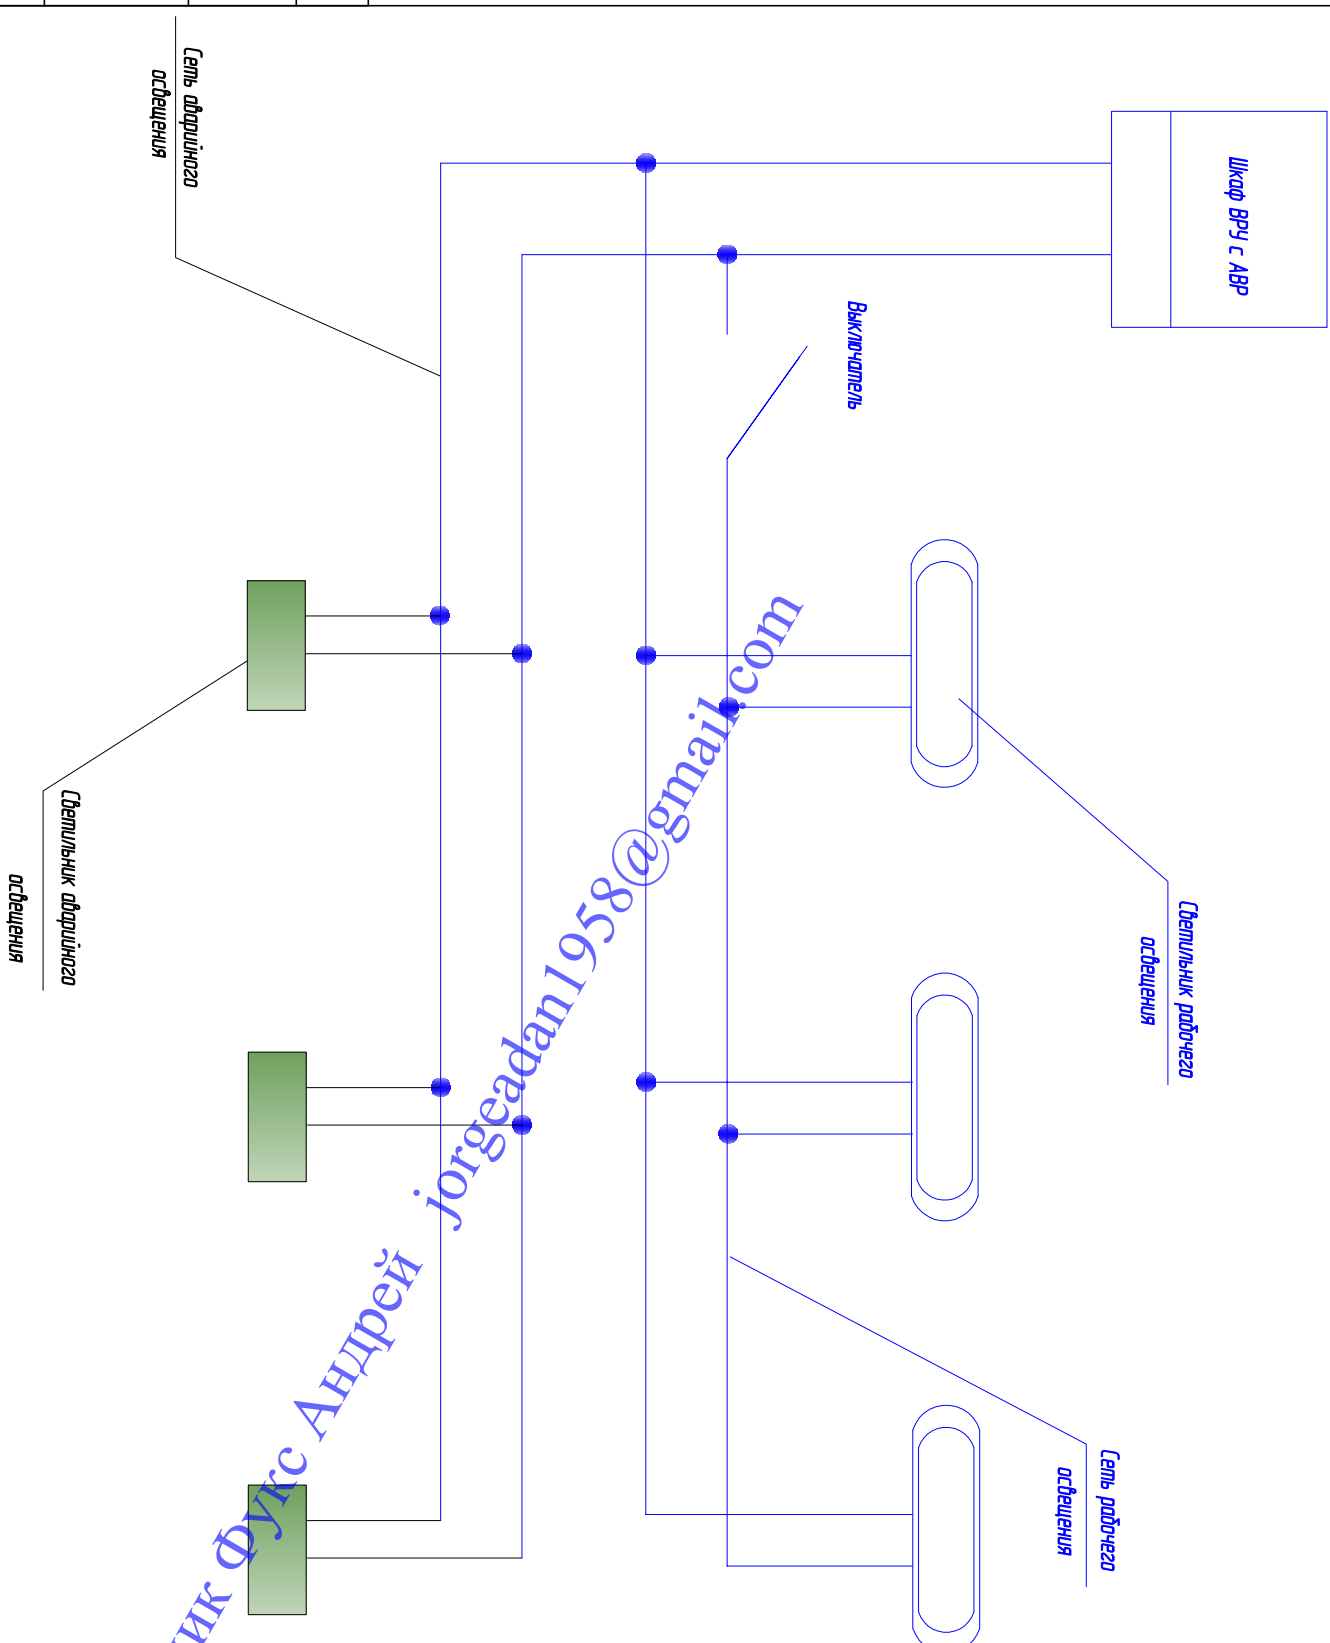 Шкаф ВРУ с АВР
Выключатель
Сеть аварийного
освещения
Светильник рабочего
освещения
Светильник аварийного
освещения
Сеть рабочего
освещения
Фукс Андрей jorgeadan1958@gmail.com